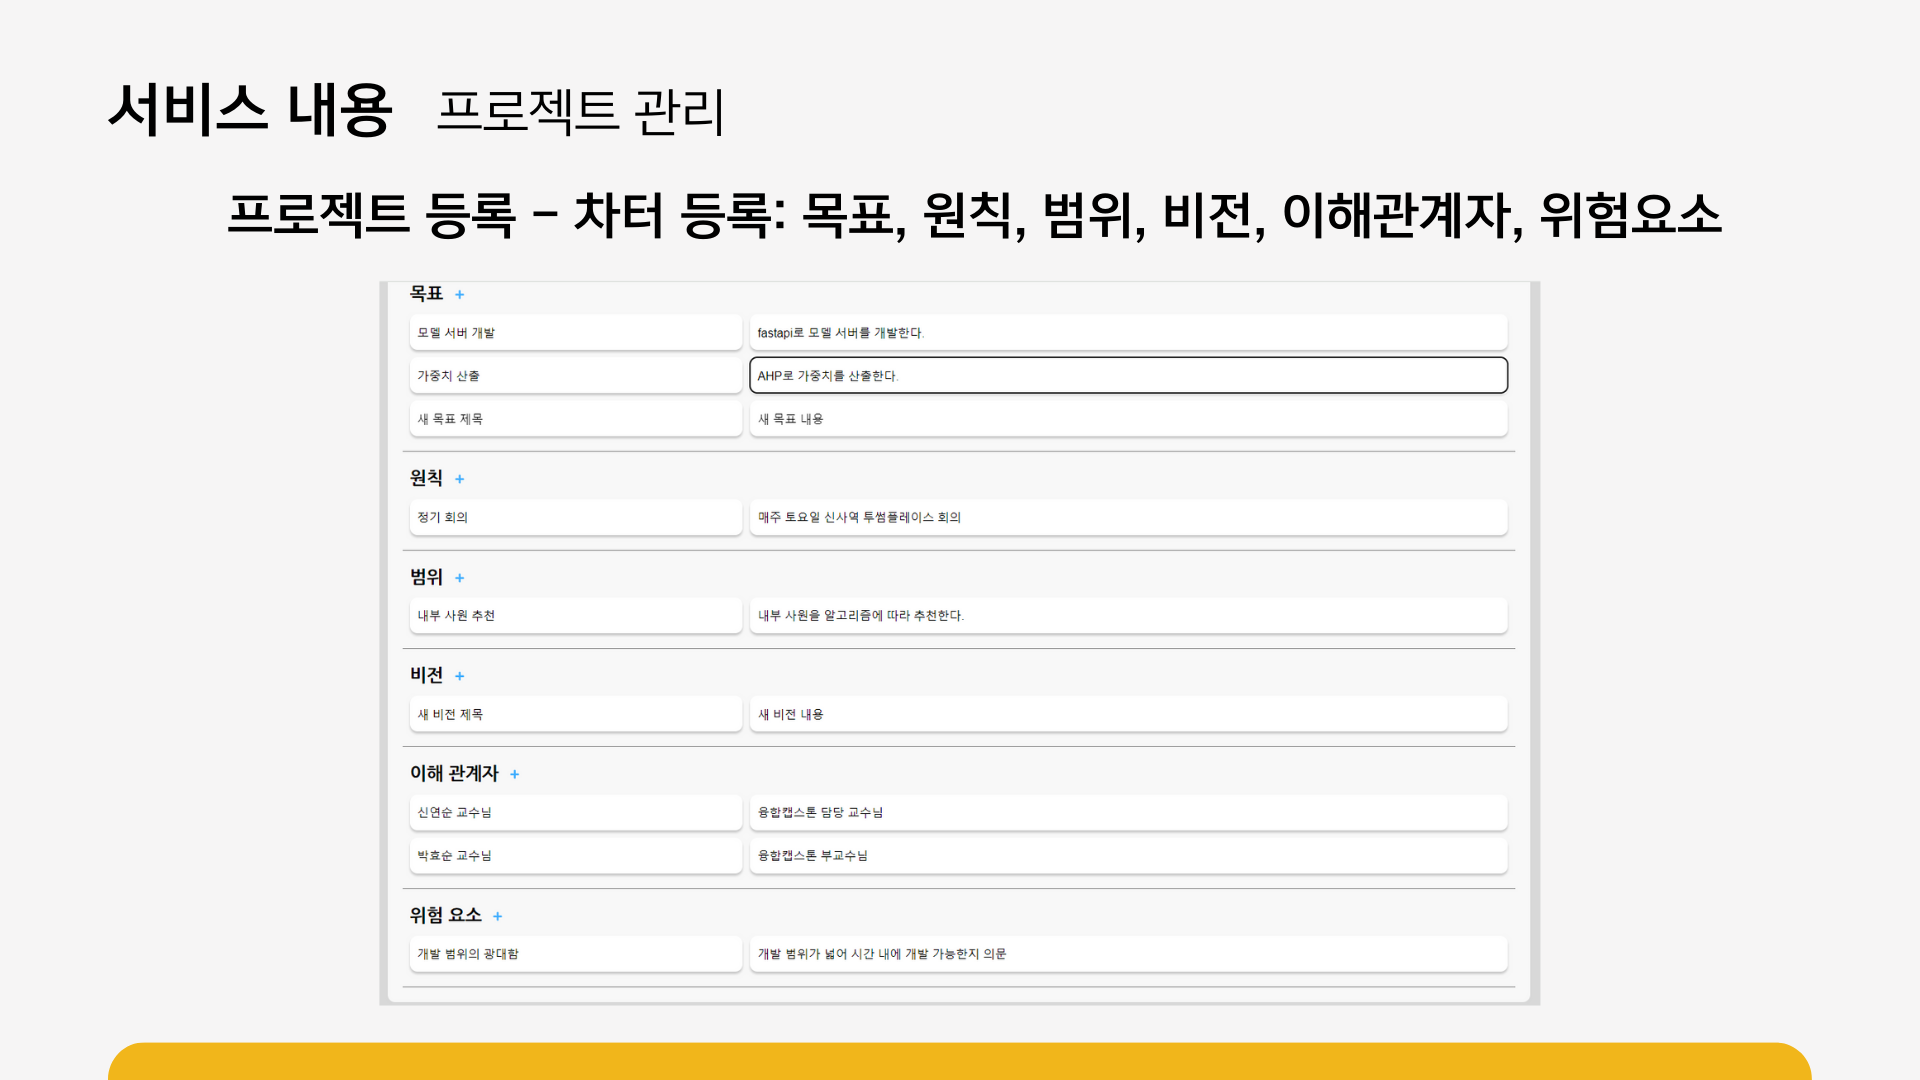 서비스 내용 프로젝트 관리
프로젝트 등록 – 차터 등록: 목표, 원칙, 범위, 비전, 이해관계자, 위험요소
목표 +
모델 서버 개발 fastapi로 모델 서버를 개발한다.
가중치 산출 AHP로 가중치를 산출한다.
새 목표 제목 새 목표 내용
원칙 +
정기 회의 매주 토요일 신사역 투썸플레이스 회의
범위 +
내부 사원 추천 내부 사원을 알고리즘에 따라 추천한다.
비전 +
새 비전 제목 새 비전 내용
이해 관계자 +
신연순 교수님 융합캡스톤 담당 교수님
박효순 교수님 융합캡스톤 부교수님
위험 요소 +
개발 범위의 광대함 개발 범위가 넓어 시간 내에 개발 가능한지 의문